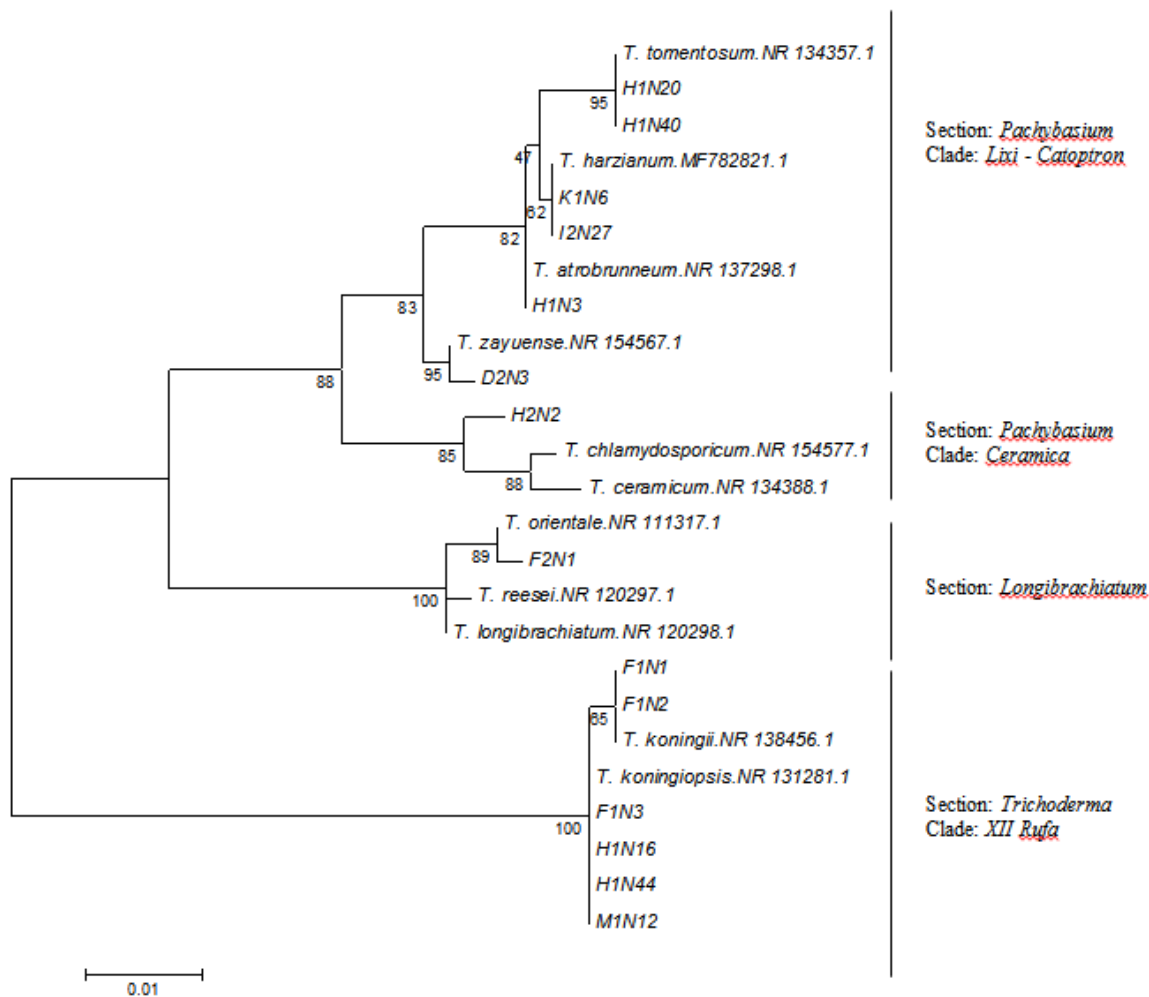 T. tomentosum.NR 134357.1
H1N20
95
H1N40
Section: Pachybasium
Clade: Lixi - Catoptron
47
T. harzianum.MF782821.1
K1N6
62
I2N27
82
T. atrobrunneum.NR 137298.1
H1N3
83
T. zayuense.NR 154567.1
95
D2N3
88
H2N2
Section: Pachybasium
Clade: Ceramica
85
T. chlamydosporicum.NR 154577.1
88
T. ceramicum.NR 134388.1
T. orientale.NR 111317.1
89
F2N1
Section: Longibrachiatum
100
T. reesei.NR 120297.1
T. longibrachiatum.NR 120298.1
F1N1
F1N2
65
T. koningii.NR 138456.1
T. koningiopsis.NR 131281.1
Section: Trichoderma
Clade: XII Rufa
F1N3
100
H1N16
H1N44
M1N12
0.01